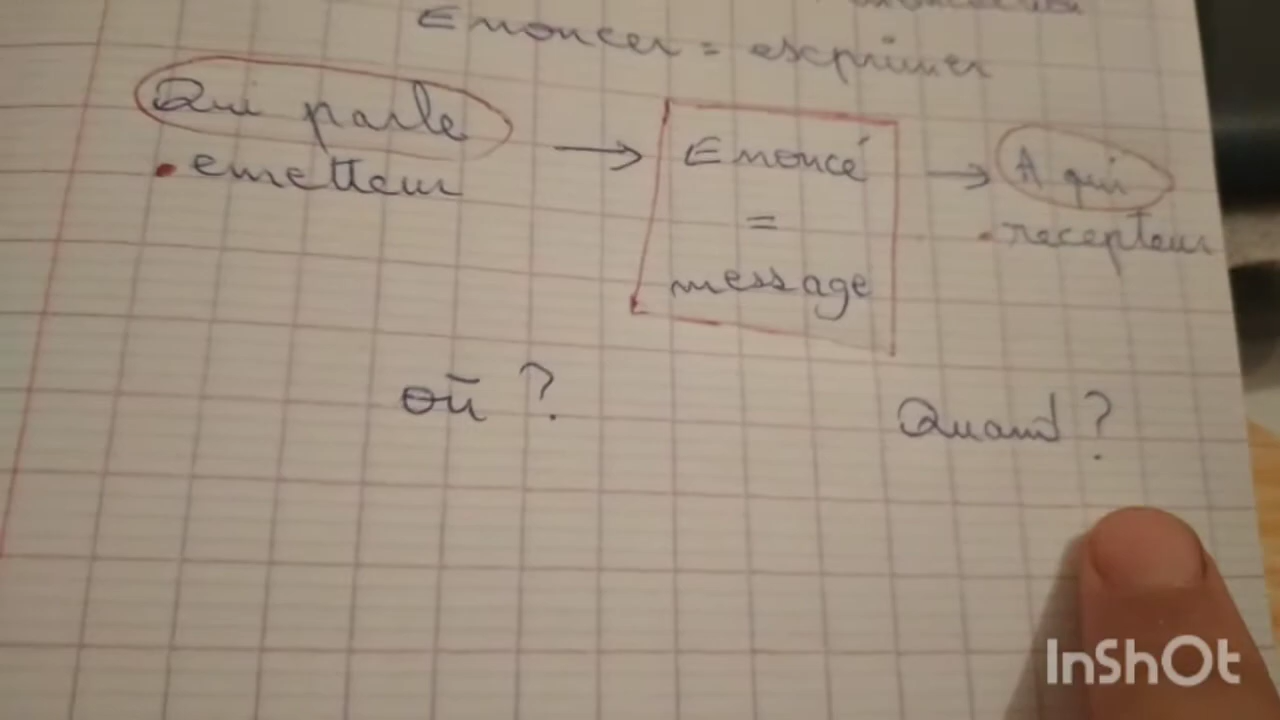 Enoncer = exprimer
Qui parle → Enoncé → A qui
. emetteur = . recepteur
message
où ? Quand ?
InShOt